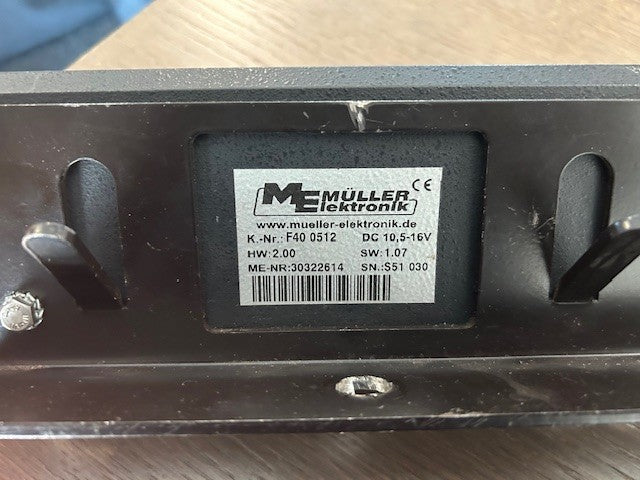 ME MÜLLER Elektronik CE
www.mueller-elektronik.de
K.-Nr.: F40 0512 DC 10,5-16V
HW:2.00 SW:1.07
ME-NR:30322614 SN.:S51 030